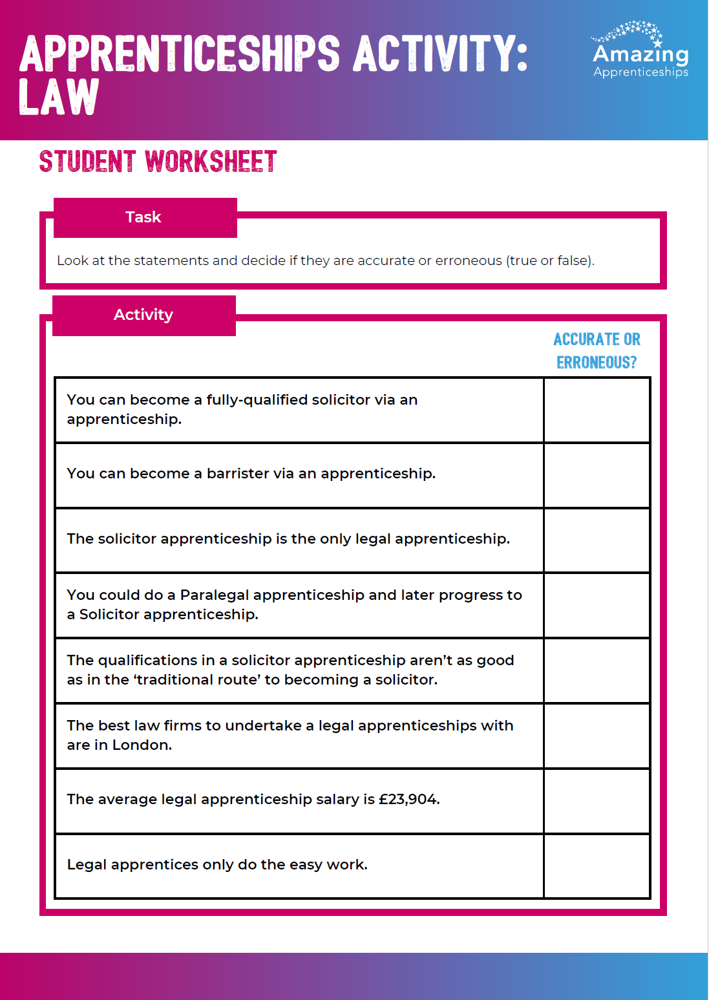 APPRENTICESHIPS ACTIVITY:
LAW
Amazing
Apprenticeships
STUDENT WORKSHEET
Task
Look at the statements and decide if they are accurate or erroneous (true or false).
Activity
ACCURATE OR
ERRONEOUS?
You can become a fully-qualified solicitor via an
apprenticeship.
You can become a barrister via an apprenticeship.
The solicitor apprenticeship is the only legal apprenticeship.
You could do a Paralegal apprenticeship and later progress to
a Solicitor apprenticeship.
The qualifications in a solicitor apprenticeship aren’t as good
as in the ‘traditional route’ to becoming a solicitor.
The best law firms to undertake a legal apprenticeships with
are in London.
The average legal apprenticeship salary is £23,904.
Legal apprentices only do the easy work.